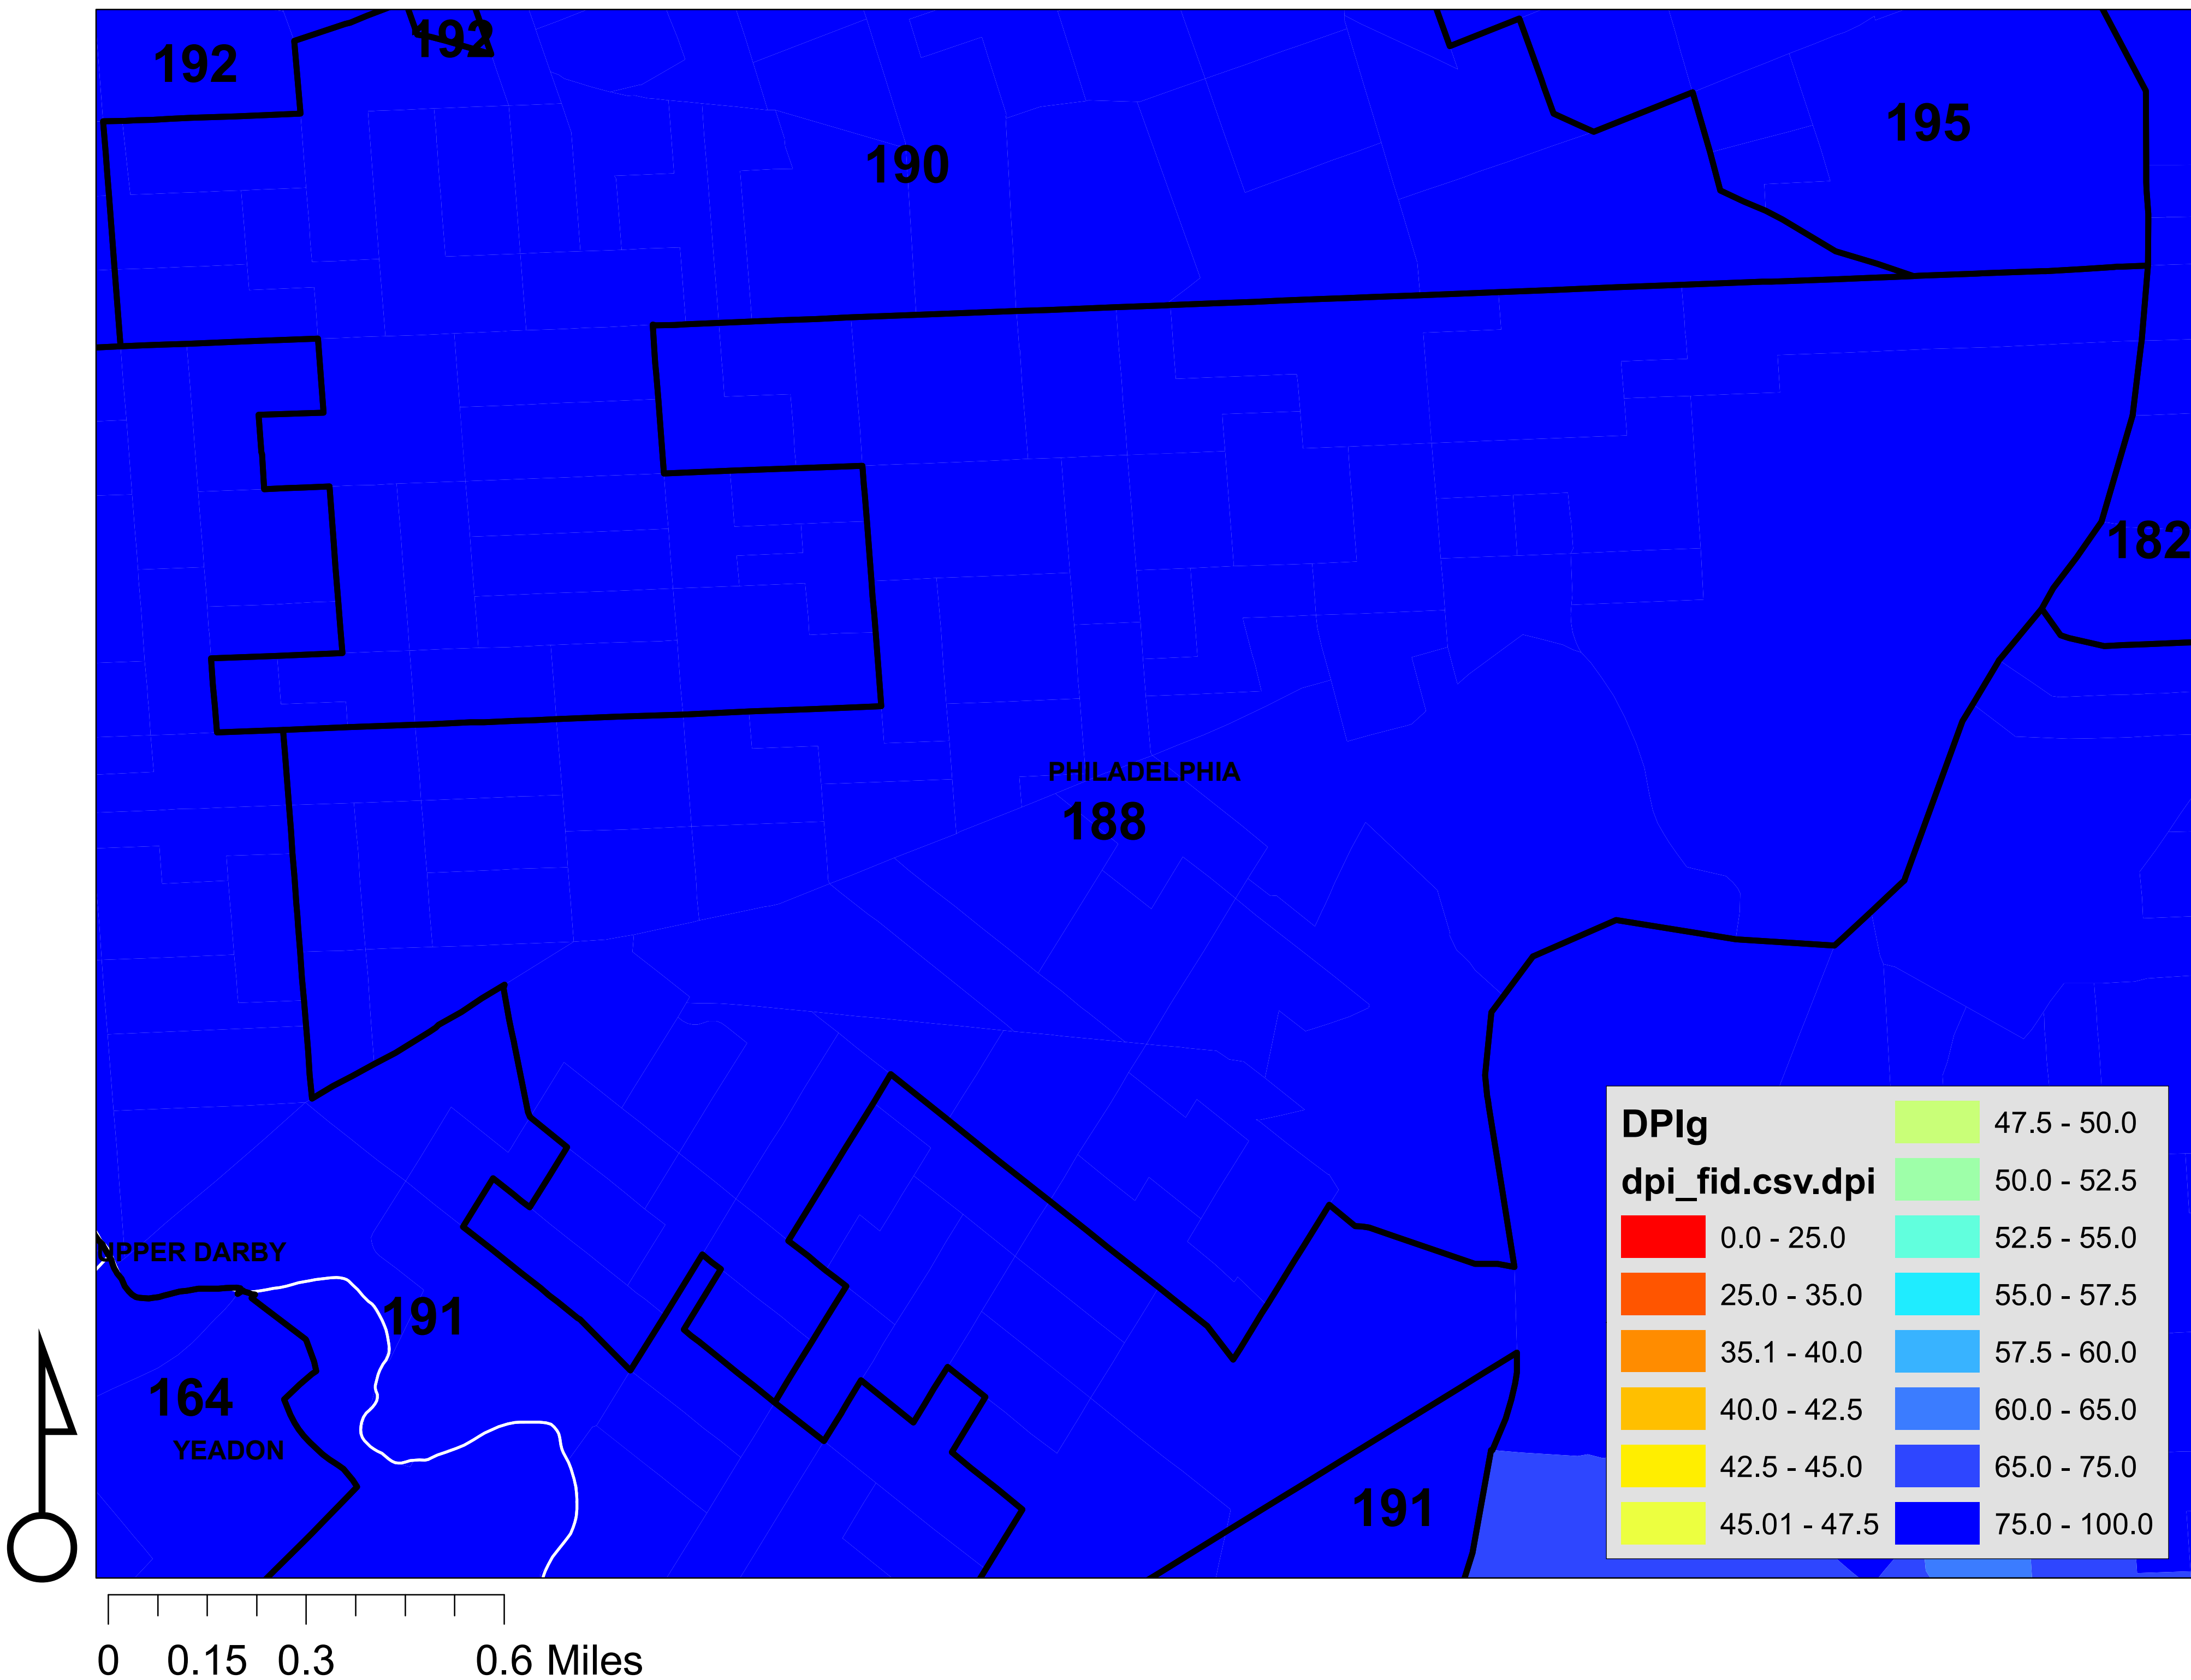 192
192
195
190
182
PHILADELPHIA
188
UPPER DARBY
191
164
YEADON
191
DPIg
dpi_fid.csv.dpi
0.0 - 25.0
25.0 - 35.0
35.1 - 40.0
40.0 - 42.5
42.5 - 45.0
45.01 - 47.5
47.5 - 50.0
50.0 - 52.5
52.5 - 55.0
55.0 - 57.5
57.5 - 60.0
60.0 - 65.0
65.0 - 75.0
75.0 - 100.0
0 0.15 0.3 0.6 Miles